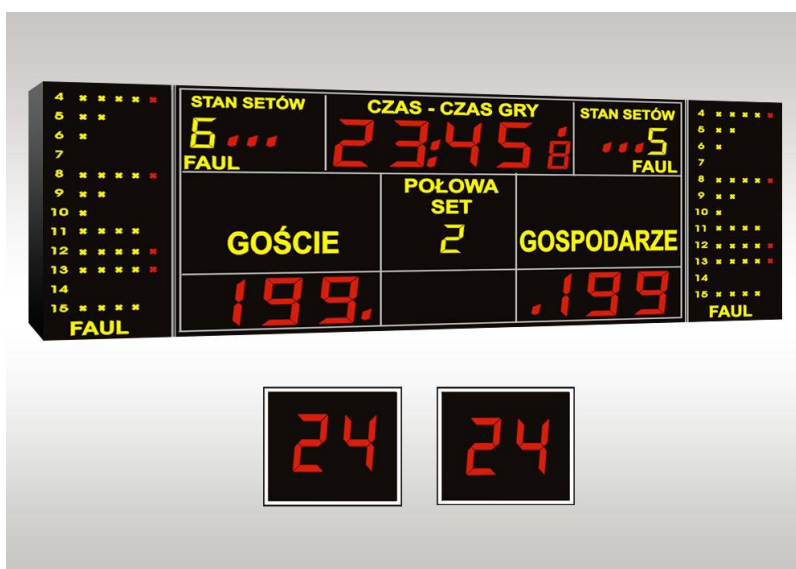 4 x x x x x
5 x x
6 x
7
8 x x x x x
9 x x
10 x
11 x x x x
12 x x x x x
13 x x x x x
14
15 x x x x
FAUL
STAN SETÓW
6...
FAUL
CZAS - CZAS GRY
23:45 8
STAN SETÓW
...5
FAUL
GOŚCIE
POŁOWA
SET
2
GOSPODARZE
199.
.199
4 x x x x x
5 x x
6 x
7
8 x x x x x
9 x x
10 x
11 x x x x
12 x x x x x
13 x x x x x
14
15 x x x x
FAUL
24
24